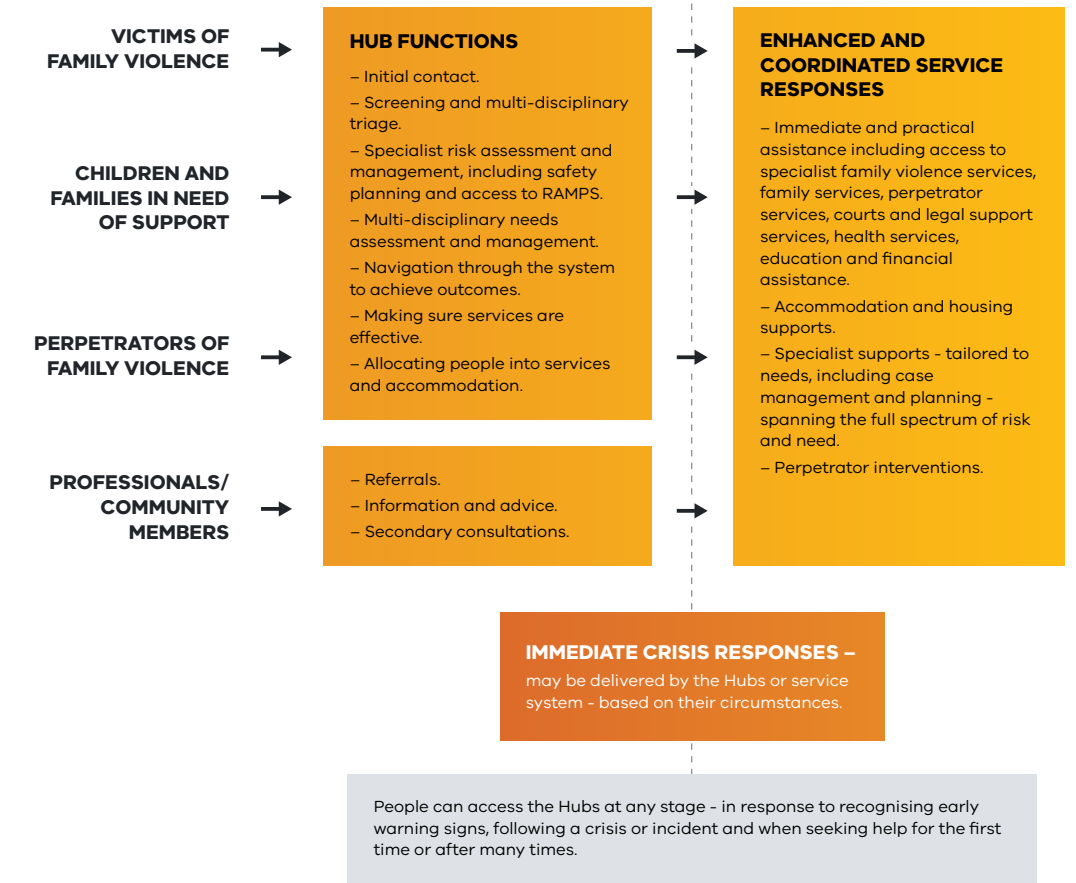 VICTIMS OF
FAMILY VIOLENCE
CHILDREN AND
FAMILIES IN NEED
OF SUPPORT
PERPETRATORS OF
FAMILY VIOLENCE
PROFESSIONALS/
COMMUNITY
MEMBERS
HUB FUNCTIONS
– Initial contact.
– Screening and multi-disciplinary
triage.
– Specialist risk assessment and
management, including safety
planning and access to RAMPS.
– Multi-disciplinary needs
assessment and management.
– Navigation through the system
to achieve outcomes.
– Making sure services are
effective.
– Allocating people into services
and accommodation.
– Referrals.
– Information and advice.
– Secondary consultations.
ENHANCED AND
COORDINATED SERVICE
RESPONSES
– Immediate and practical
assistance including access to
specialist family violence services,
family services, perpetrator
services, courts and legal support
services, health services,
education and financial
assistance.
– Accommodation and housing
supports.
– Specialist supports - tailored to
needs, including case
management and planning -
spanning the full spectrum of risk
and need.
– Perpetrator interventions.
IMMEDIATE CRISIS RESPONSES –
may be delivered by the Hubs or service
system - based on their circumstances.
People can access the Hubs at any stage - in response to recognising early
warning signs, following a crisis or incident and when seeking help for the first
time or after many times.